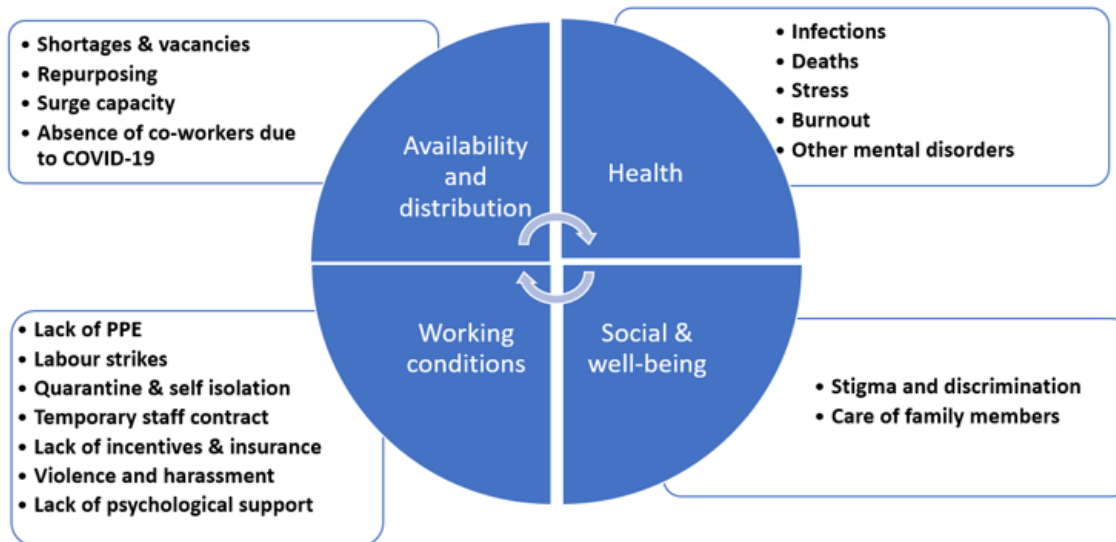 • Shortages & vacancies
• Repurposing
• Surge capacity
• Absence of co-workers due
to COVID-19
Availability
and
distribution
Health
• Infections
• Deaths
• Stress
• Burnout
• Other mental disorders
• Lack of PPE
• Labour strikes
• Quarantine & self isolation
• Temporary staff contract
• Lack of incentives & insurance
• Violence and harassment
• Lack of psychological support
Working
conditions
Social &
well-being
• Stigma and discrimination
• Care of family members